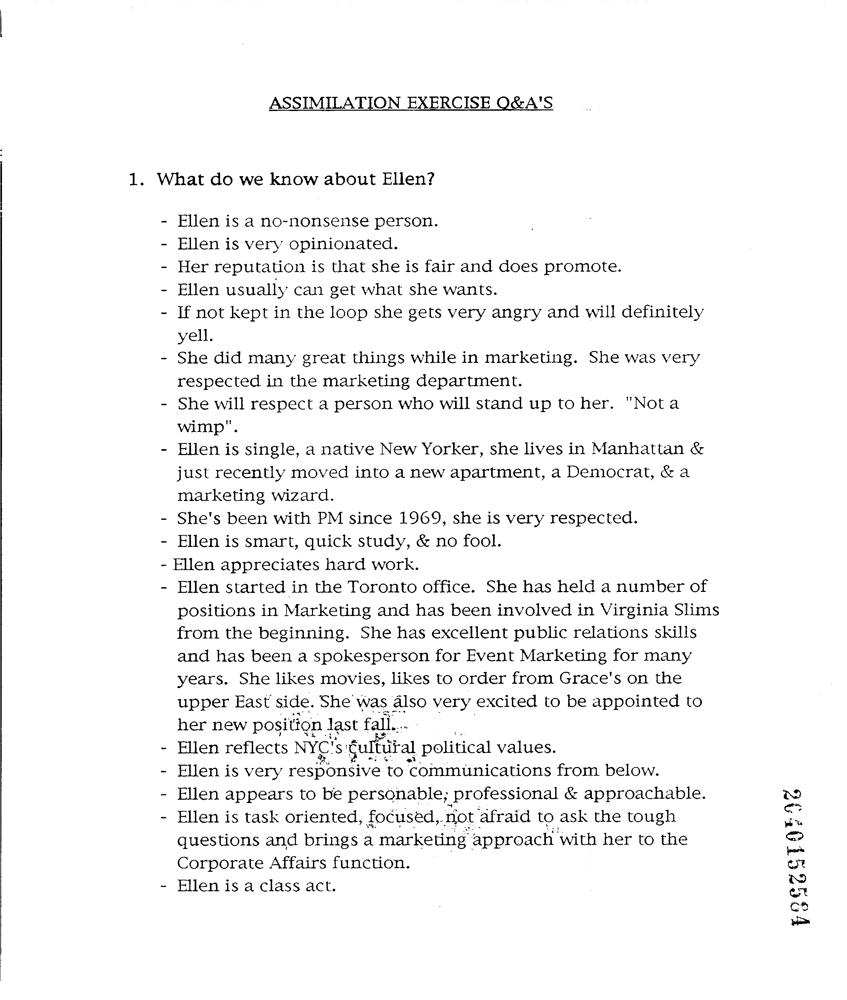 ASSIMILATION EXERCISE Q&A'S
1. What do we know about Ellen?
- Ellen is a no-nonsense person.
- Ellen is very opinionated.
- Her reputation is that she is fair and does promote.
- Ellen usually can get what she wants.
- If not kept in the loop she gets very angry and will definitely
yell.
- She did many great things while in marketing. She was very
respected in the marketing department.
- She will respect a person who will stand up to her. "Not a
wimp".
- Ellen is single, a native New Yorker, she lives in Manhattan &
just recently moved into a new apartment, a Democrat, & a
marketing wizard.
- She's been with PM since 1969, she is very respected.
- Ellen is smart, quick study, & no fool.
- Ellen appreciates hard work.
- Ellen started in the Toronto office. She has held a number of
positions in Marketing and has been involved in Virginia Slims
from the beginning. She has excellent public relations skills
and has been a spokesperson for Event Marketing for many
years. She likes movies, likes to order from Grace's on the
upper East side. She was also very excited to be appointed to
her new position last fall.
- Ellen reflects NYC's cultural political values.
- Ellen is very responsive to communications from below.
- Ellen appears to be personable, professional & approachable.
- Ellen is task oriented, focused, not afraid to ask the tough
questions and brings a marketing approach with her to the
Corporate Affairs function.
- Ellen is a class act.